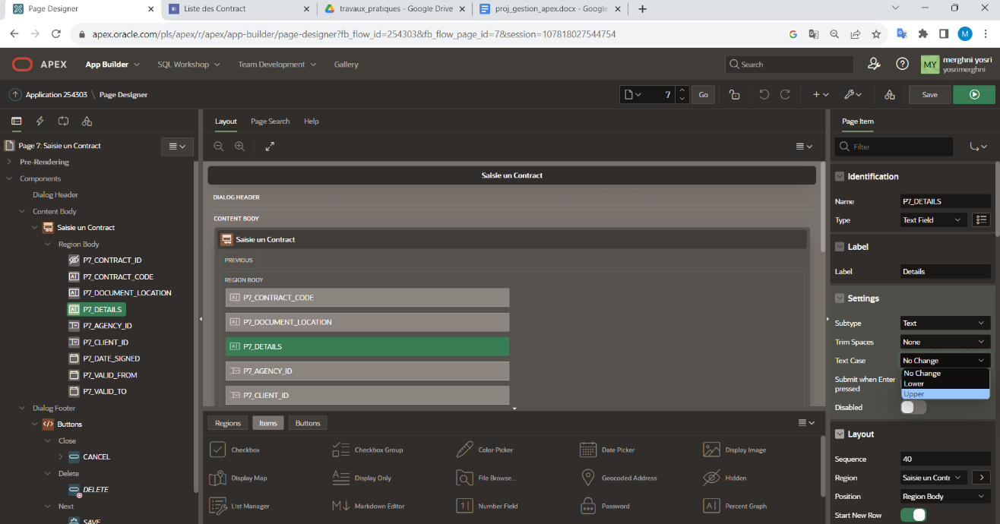 Page Designer
Liste des Contract
travaux_pratiques - Google Drive
proj_gestion_apex.docx - Google
apex.oracle.com/pls/apex/r/apex/app-builder/page-designer?fb_flow_id=254303&fb_flow_page_id=7&session=107818027544754
M
APEX App Builder SQL Workshop Team Development Gallery
Search
MY
merghni yosri
yosrimerghni
Application 254303 \ Page Designer
7 Go Save
Layout Page Search Help
Page Item
Page 7: Saisie un Contract
Pre-Rendering
Components
Dialog Header
Content Body
Saisie un Contract
Region Body
P7_CONTRACT_ID
P7_CONTRACT_CODE
P7_DOCUMENT_LOCATION
P7_DETAILS
P7_AGENCY_ID
P7_CLIENT_ID
P7_DATE_SIGNED
P7_VALID_FROM
P7_VALID_TO
Dialog Footer
Buttons
Close
CANCEL
Delete
DELETE
Next
SAVE
Saisie un Contract
DIALOG HEADER
CONTENT BODY
Saisie un Contract
PREVIOUS
REGION BODY
P7_CONTRACT_CODE
P7_DOCUMENT_LOCATION
P7_DETAILS
P7_AGENCY_ID
P7_CLIENT_ID
Regions Items Buttons
Checkbox Checkbox Group Color Picker Date Picker Display Image
Display Map Display Only File Browse... Geocoded Address Hidden
List Manager Markdown Editor Number Field Password Percent Graph
Filter
Identification
Name P7_DETAILS
Type Text Field
Label
Label Details
Settings
Subtype Text
Trim Spaces None
Text Case No Change
No Change
Lower
Upper
Submit when Enter
pressed
Disabled
Layout
Sequence 40
Region Saisie un Contr
Position Region Body
Start New Row